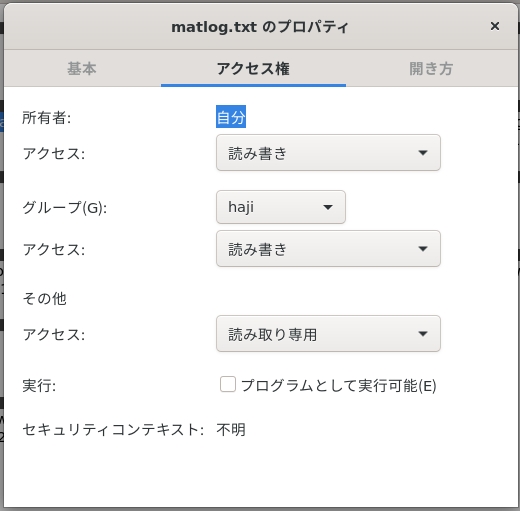 matlog.txt のプロパティ ×
基本 アクセス権 開き方
所有者: 自分
アクセス: 読み書き
グループ(G): haji
アクセス: 読み書き
その他
アクセス: 読み取り専用
実行: プログラムとして実行可能(E)
セキュリティコンテキスト: 不明